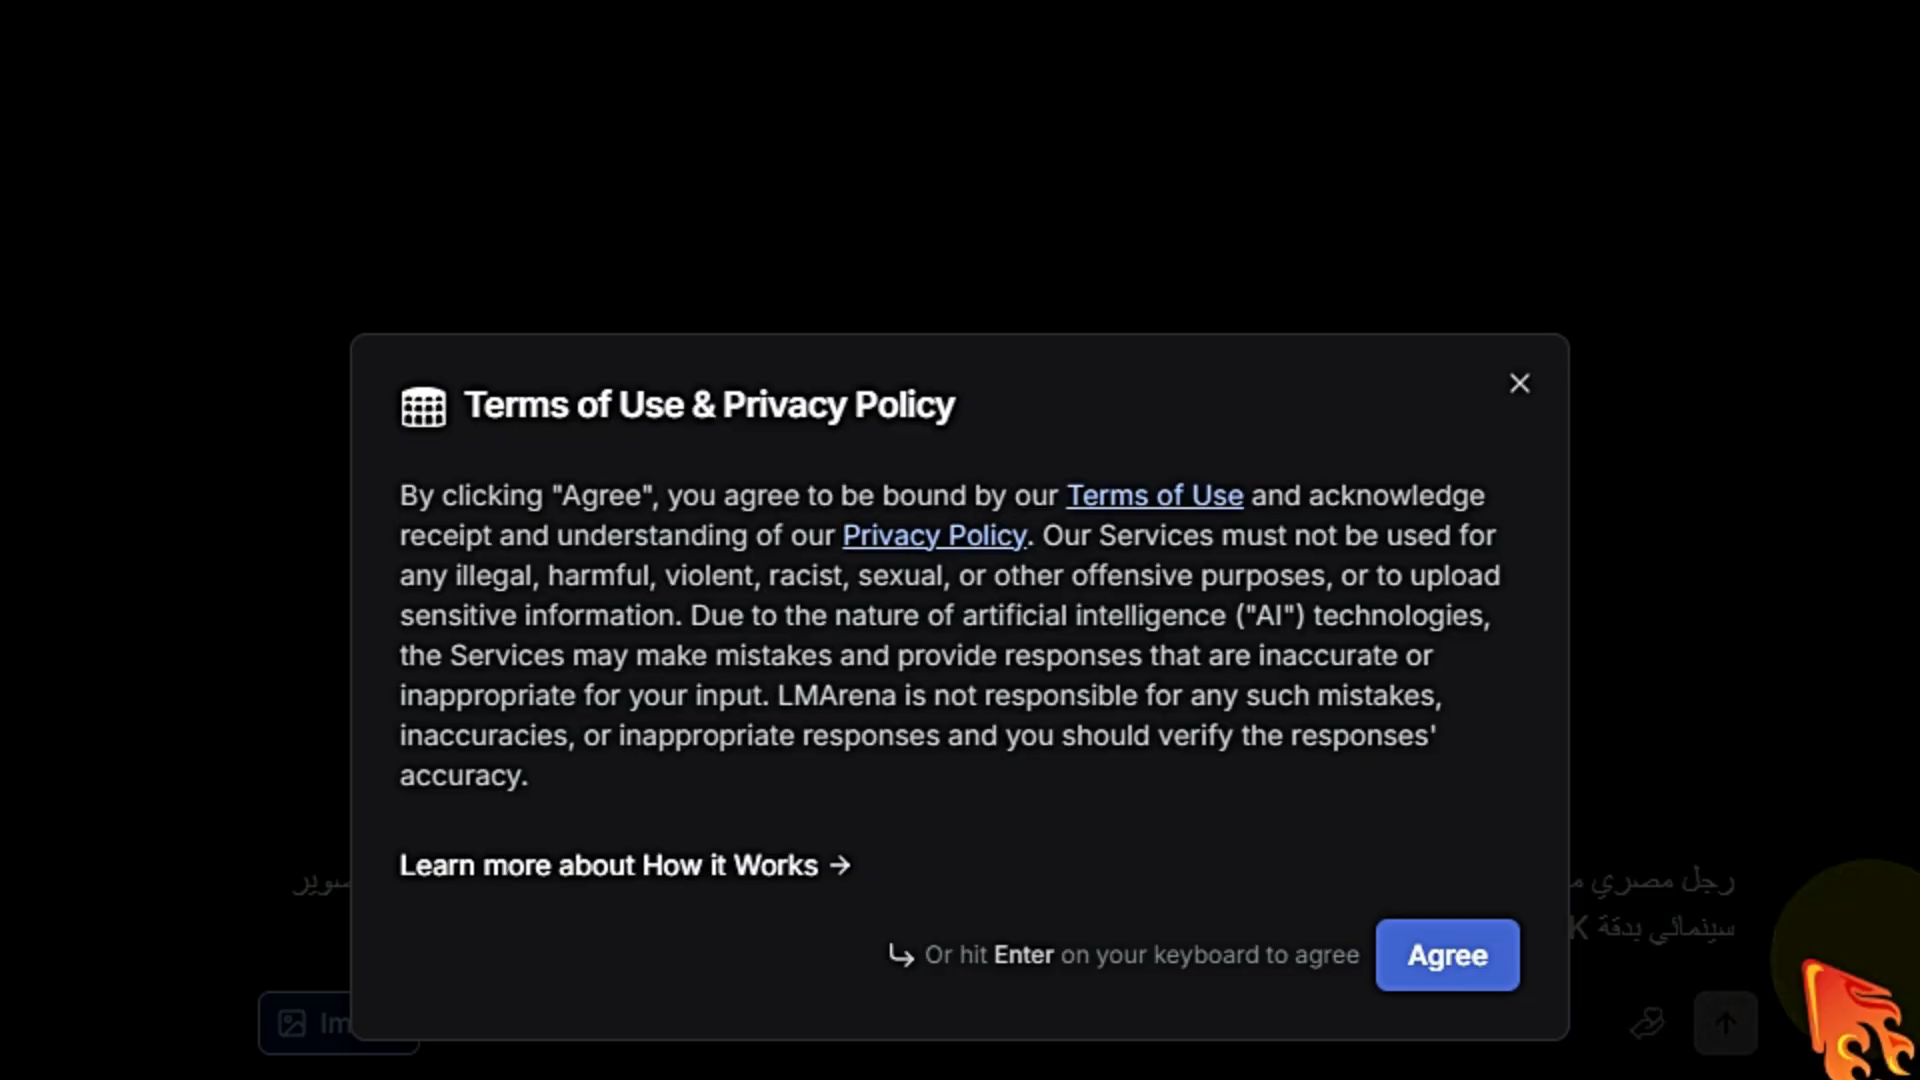 Terms of Use & Privacy Policy
By clicking "Agree", you agree to be bound by our Terms of Use and acknowledge
receipt and understanding of our Privacy Policy. Our Services must not be used for
any illegal, harmful, violent, racist, sexual, or other offensive purposes, or to upload
sensitive information. Due to the nature of artificial intelligence ("AI") technologies,
the Services may make mistakes and provide responses that are inaccurate or
inappropriate for your input. LMArena is not responsible for any such mistakes,
inaccuracies, or inappropriate responses and you should verify the responses'
accuracy.
Learn more about How it Works →
رجل مصري
سينمائي بدقة
Or hit Enter on your keyboard to agree
Agree